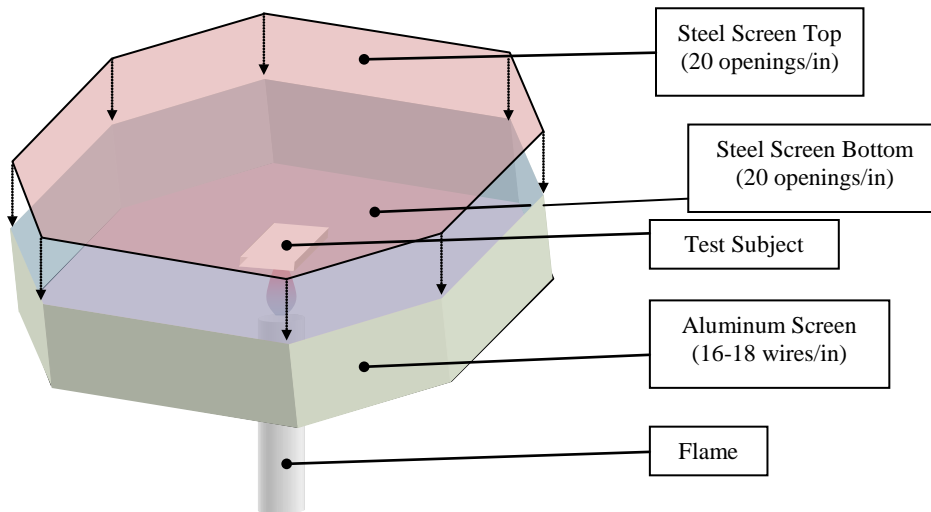 Steel Screen Top
(20 openings/in)
Steel Screen Bottom
(20 openings/in)
Test Subject
Aluminum Screen
(16-18 wires/in)
Flame